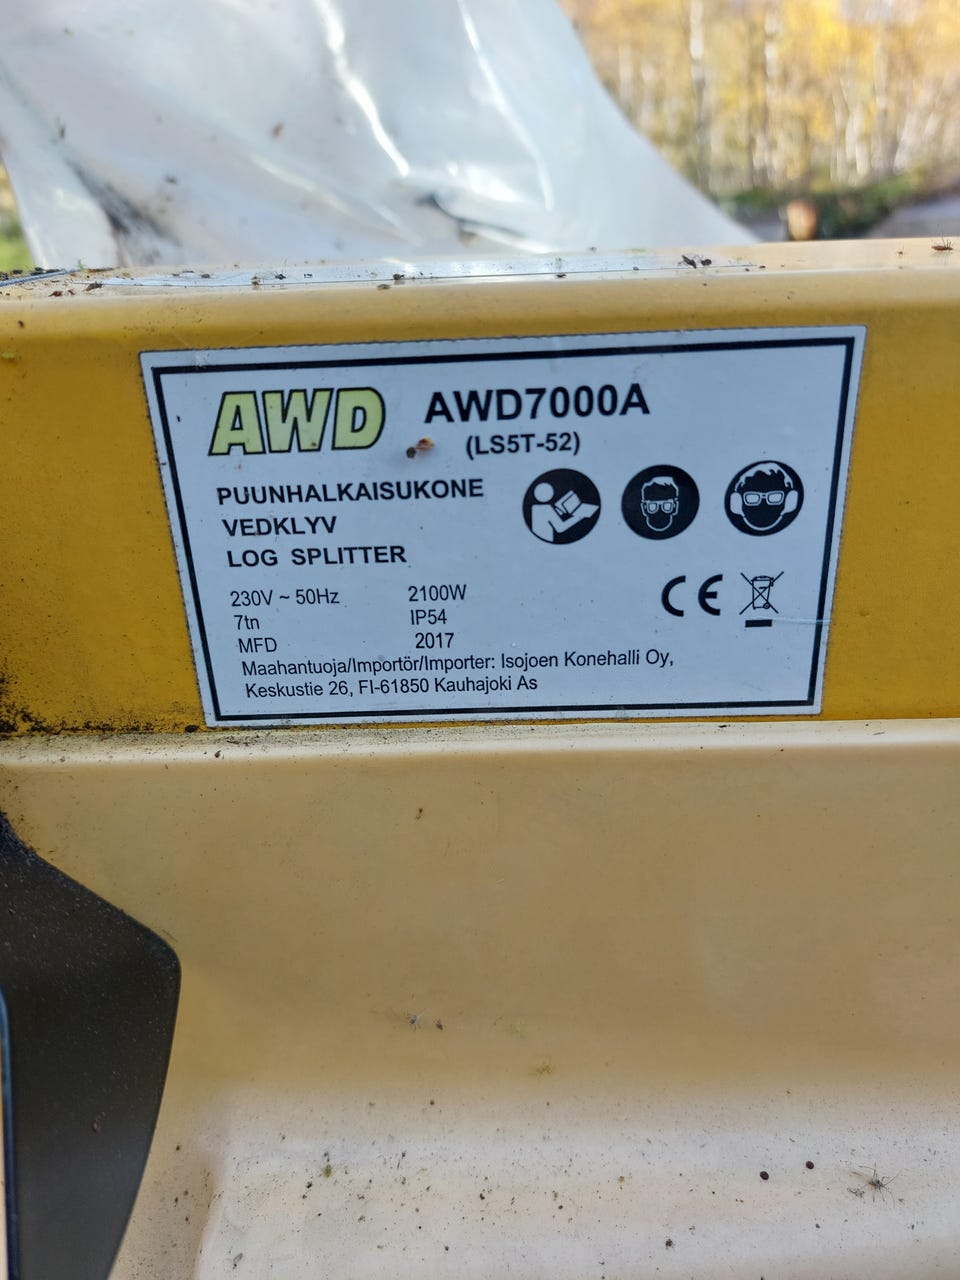 AWD AWD7000A
(LS5T-52)
PUUNHALKAISUKONE
VEDKLYV
LOG SPLITTER
230V ~ 50Hz 2100W
7tn IP54
MFD 2017
CE
Maahantuoja/Importör/Importer: Isojoen Konehalli Oy,
Keskustie 26, FI-61850 Kauhajoki As